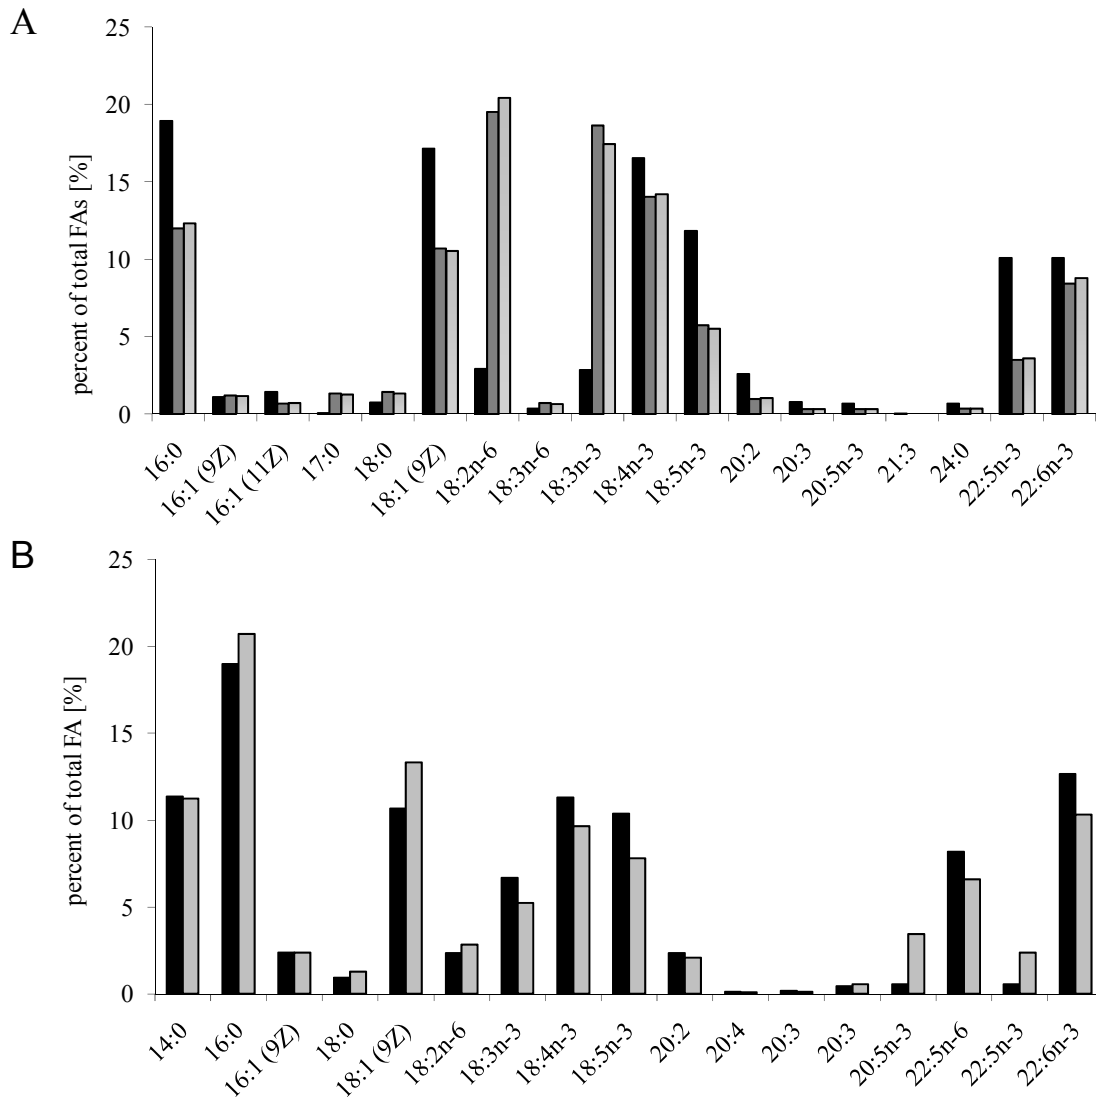 A
25
20
15
10
5
0
percent of total FAs [%]
16:0
16:1 (9Z)
16:1 (11Z)
17:0
18:0
18:1 (9Z)
18:2n-6
18:3n-6
18:3n-3
18:4n-3
18:5n-3
20:2
20:3
20:5n-3
21:3
24:0
22:5n-3
22:6n-3
B
25
20
15
10
5
0
percent of total FA [%]
14:0
16:0
16:1 (9Z)
18:0
18:1 (9Z)
18:2n-6
18:3n-3
18:4n-3
18:5n-3
20:2
20:4
20:3
20:3
20:5n-3
22:5n-6
22:5n-3
22:6n-3